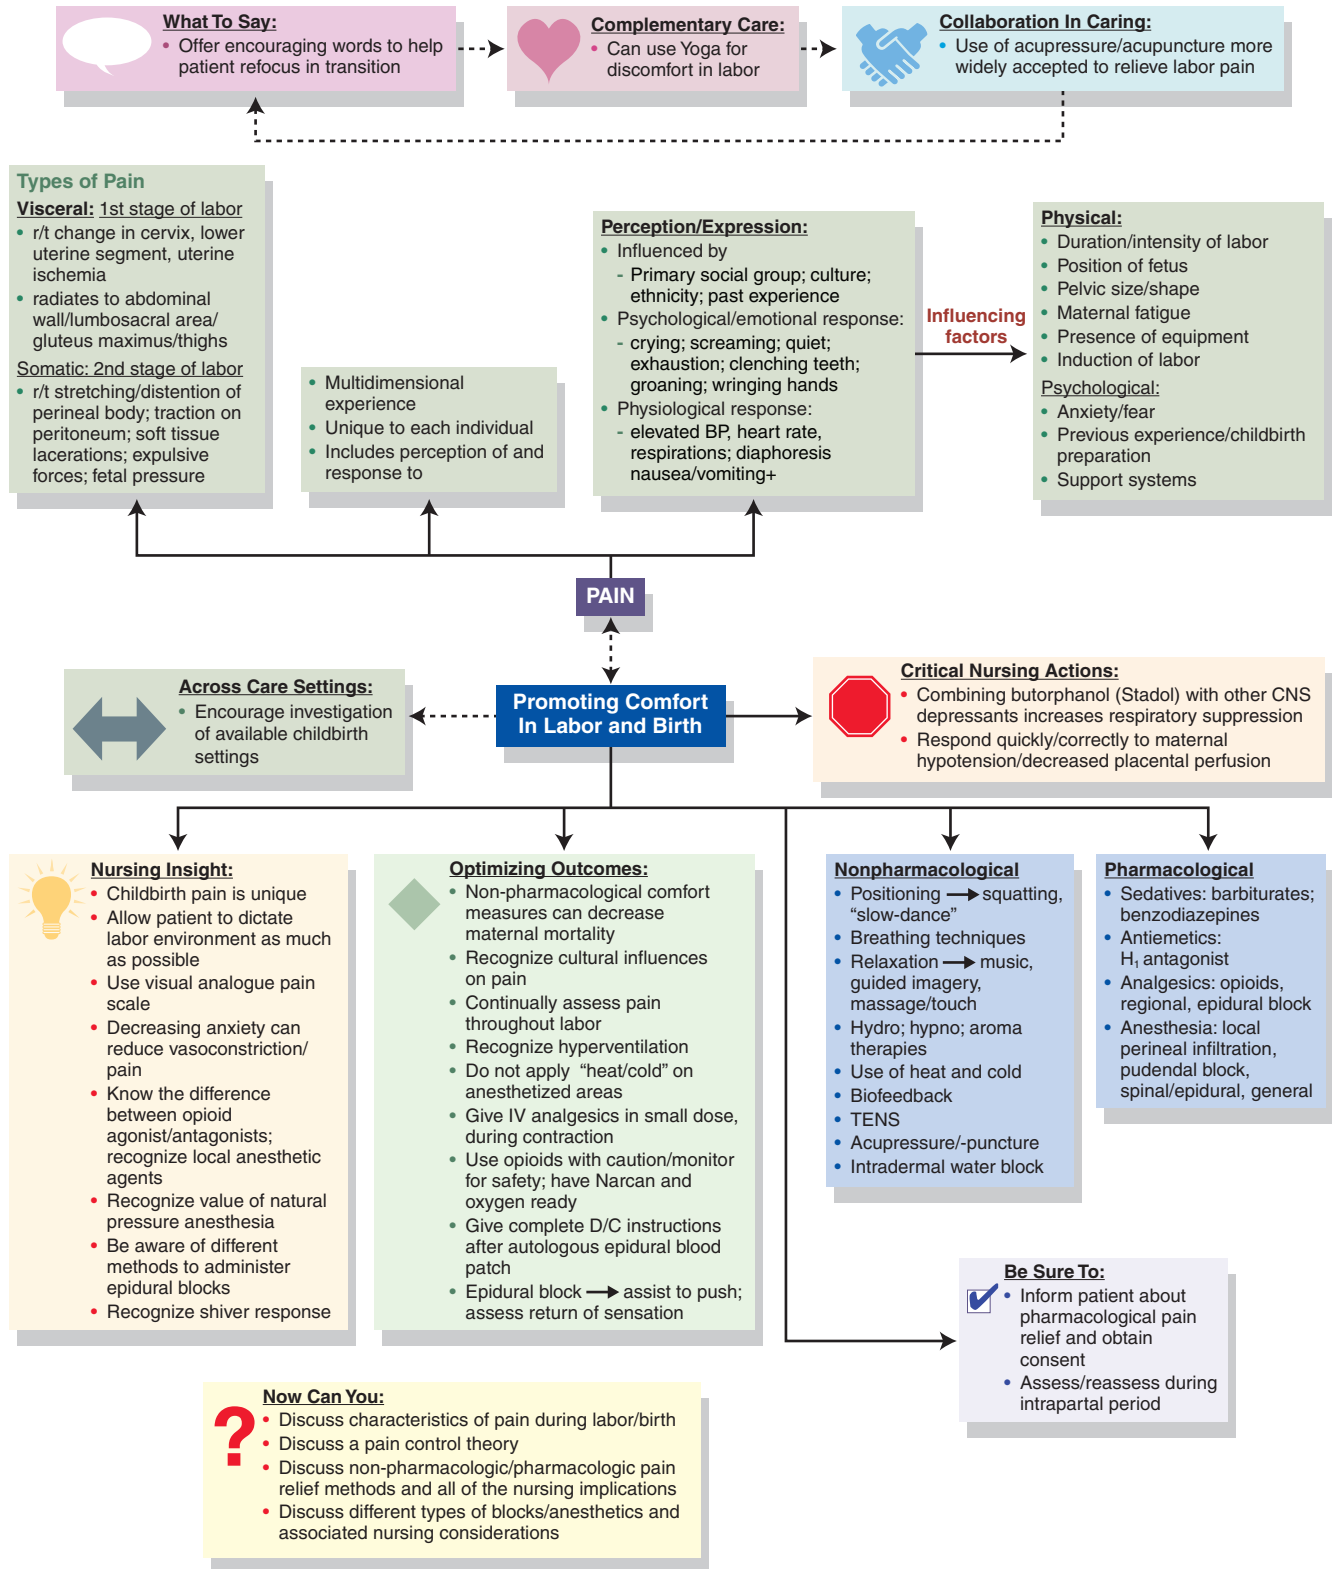 What To Say:
• Offer encouraging words to help
patient refocus in transition
Complementary Care:
• Can use Yoga for
discomfort in labor
Collaboration In Caring:
• Use of acupressure/acupuncture more
widely accepted to relieve labor pain
Types of Pain
Visceral: 1st stage of labor
• r/t change in cervix, lower
uterine segment, uterine
ischemia
• radiates to abdominal
wall/lumbosacral area/
gluteus maximus/thighs
Somatic: 2nd stage of labor
• r/t stretching/distention of
perineal body; traction on
peritoneum; soft tissue
lacerations; expulsive
forces; fetal pressure
• Multidimensional
experience
• Unique to each individual
• Includes perception of and
response to
Perception/Expression:
• Influenced by
- Primary social group; culture;
ethnicity; past experience
• Psychological/emotional response:
- crying; screaming; quiet;
exhaustion; clenching teeth;
groaning; wringing hands
• Physiological response:
- elevated BP, heart rate,
respirations; diaphoresis
nausea/vomiting+
Influencing
factors
Physical:
• Duration/intensity of labor
• Position of fetus
• Pelvic size/shape
• Maternal fatigue
• Presence of equipment
• Induction of labor
Psychological:
• Anxiety/fear
• Previous experience/childbirth
preparation
• Support systems
PAIN
Across Care Settings:
• Encourage investigation
of available childbirth
settings
Promoting Comfort
In Labor and Birth
Critical Nursing Actions:
• Combining butorphanol (Stadol) with other CNS
depressants increases respiratory suppression
• Respond quickly/correctly to maternal
hypotension/decreased placental perfusion
Nursing Insight:
• Childbirth pain is unique
• Allow patient to dictate
labor environment as much
as possible
• Use visual analogue pain
scale
• Decreasing anxiety can
reduce vasoconstriction/
pain
• Know the difference
between opioid
agonist/antagonists;
recognize local anesthetic
agents
• Recognize value of natural
pressure anesthesia
• Be aware of different
methods to administer
epidural blocks
• Recognize shiver response
Optimizing Outcomes:
• Non-pharmacological comfort
measures can decrease
maternal mortality
• Recognize cultural influences
on pain
• Continually assess pain
throughout labor
• Recognize hyperventilation
• Do not apply “heat/cold” on
anesthetized areas
• Give IV analgesics in small dose,
during contraction
• Use opioids with caution/monitor
for safety; have Narcan and
oxygen ready
• Give complete D/C instructions
after autologous epidural blood
patch
• Epidural block → assist to push;
assess return of sensation
Nonpharmacological
• Positioning → squatting,
“slow-dance”
• Breathing techniques
• Relaxation → music,
guided imagery,
massage/touch
• Hydro; hypno; aroma
therapies
• Use of heat and cold
• Biofeedback
• TENS
• Acupressure/-puncture
• Intradermal water block
Pharmacological
• Sedatives: barbiturates;
benzodiazepines
• Antiemetics:
H₁ antagonist
• Analgesics: opioids,
regional, epidural block
• Anesthesia: local
perineal infiltration,
pudendal block,
spinal/epidural, general
Be Sure To:
• Inform patient about
pharmacological pain
relief and obtain
consent
• Assess/reassess during
intrapartal period
Now Can You:
• Discuss characteristics of pain during labor/birth
• Discuss a pain control theory
• Discuss non-pharmacologic/pharmacologic pain
relief methods and all of the nursing implications
• Discuss different types of blocks/anesthetics and
associated nursing considerations